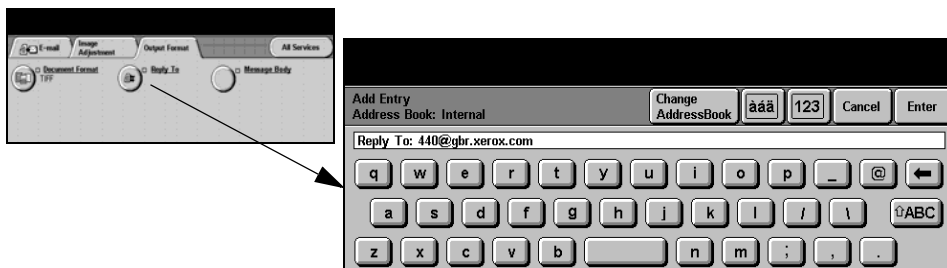 E-mail
Image Adjustment
Output Format
All Services
Document Format
TIFF
Reply To
Message Body
Add Entry
Address Book: Internal
Change AddressBook
àáä
123
Cancel
Enter
Reply To: 440@gbr.xerox.com
q w e r t y u i o p _ @ ←
a s d f g h j k l / \ ⇧ABC
z x c v b n m ; , .